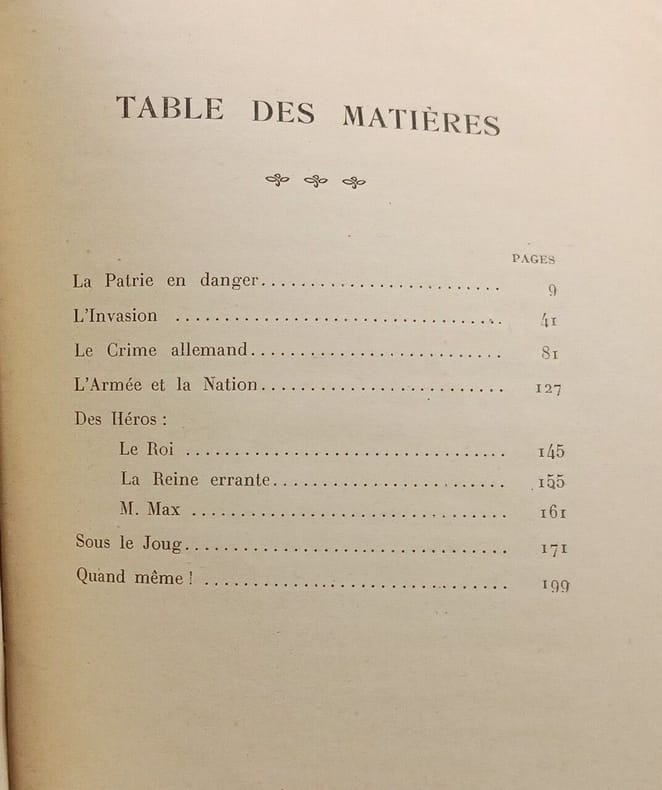 TABLE DES MATIÈRES
PAGES
La Patrie en danger........................ 9
L'Invasion ................................ 41
Le Crime allemand......................... 81
L'Armée et la Nation........................ 127
Des Héros :
Le Roi ................................ 145
La Reine errante....................... 155
M. Max ................................ 161
Sous le Joug................................ 171
Quand même ! .............................. 199